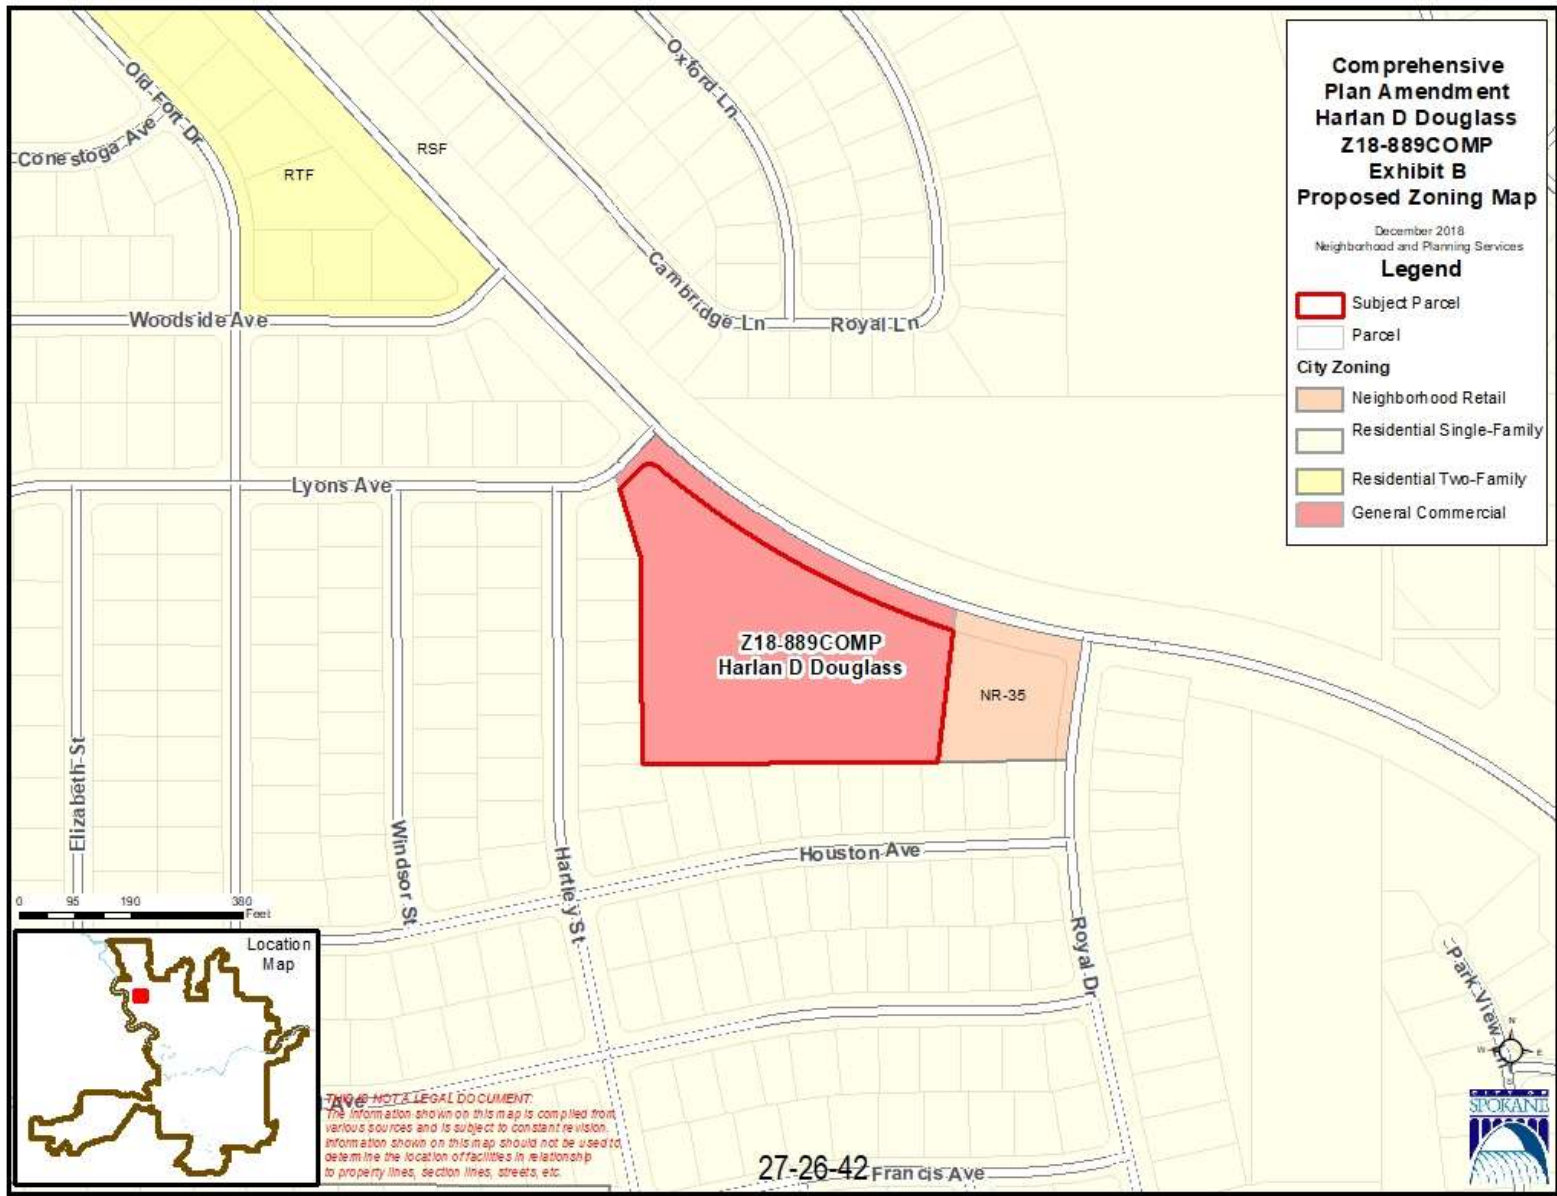 Comprehensive
Plan Amendment
Harlan D Douglass
Z18-889COMP
Exhibit B
Proposed Zoning Map
December 2018
Neighborhood and Planning Services
Legend
Subject Parcel
Parcel
City Zoning
Neighborhood Retail
Residential Single-Family
Residential Two-Family
General Commercial
Old Fort Dr
Conestoga Ave
RTF
RSF
Oxford Ln
Cambridge Ln
Royal Ln
Woodside Ave
Lyons Ave
Z18-889COMP
Harlan D Douglass
NR-35
Elizabeth St
Windsor St
Hartley St
Houston Ave
Royal Dr
Park View Ln
0 95 190 380
Feet
Location
Map
N
W E
S
Ave
THIS IS NOT A LEGAL DOCUMENT:
The information shown on this map is compiled from
various sources and is subject to constant revision.
Information shown on this map should not be used to
determine the location of facilities in relationship
to property lines, section lines, streets, etc.
27-26-42
Francis Ave
CITY OF
SPOKANE